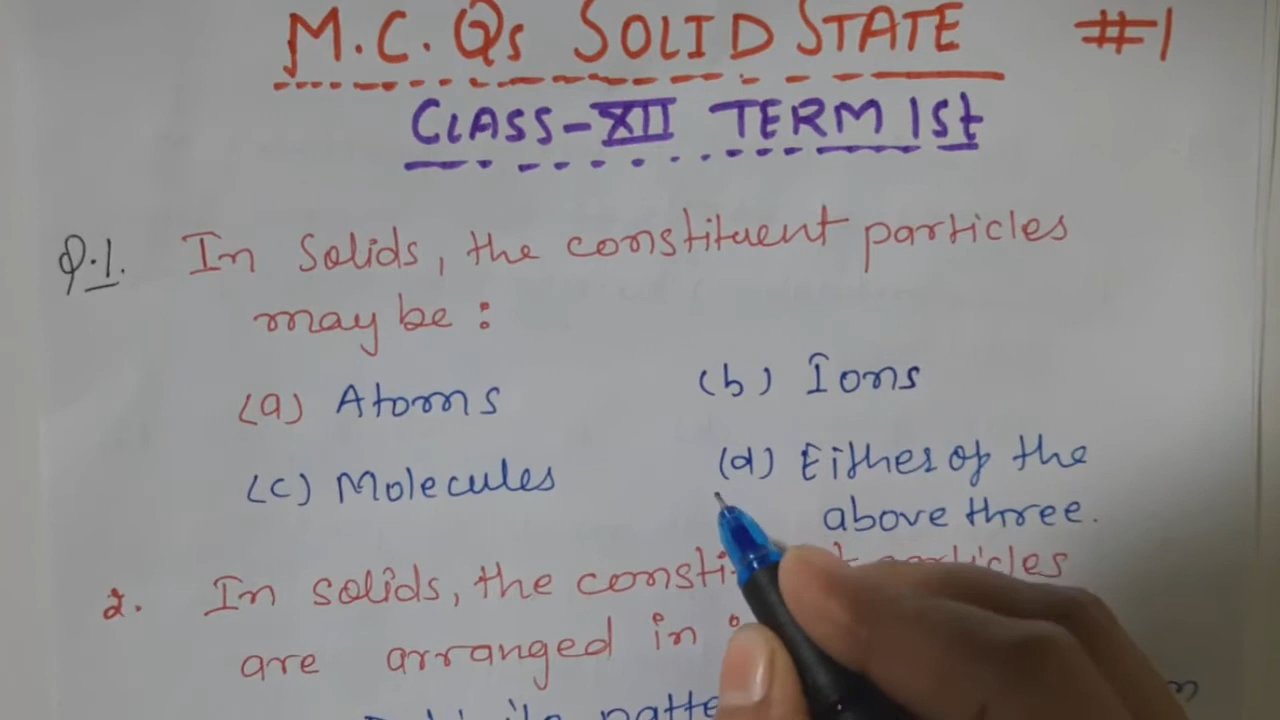 M.C.Qs SOLID STATE #1
CLASS-XII TERM 1St
Q.1. In Solids, the constituent particles
may be :
(a) Atoms (b) Ions
(c) Molecules (d) Either of the
above three.
2. In solids, the particles
are arranged in